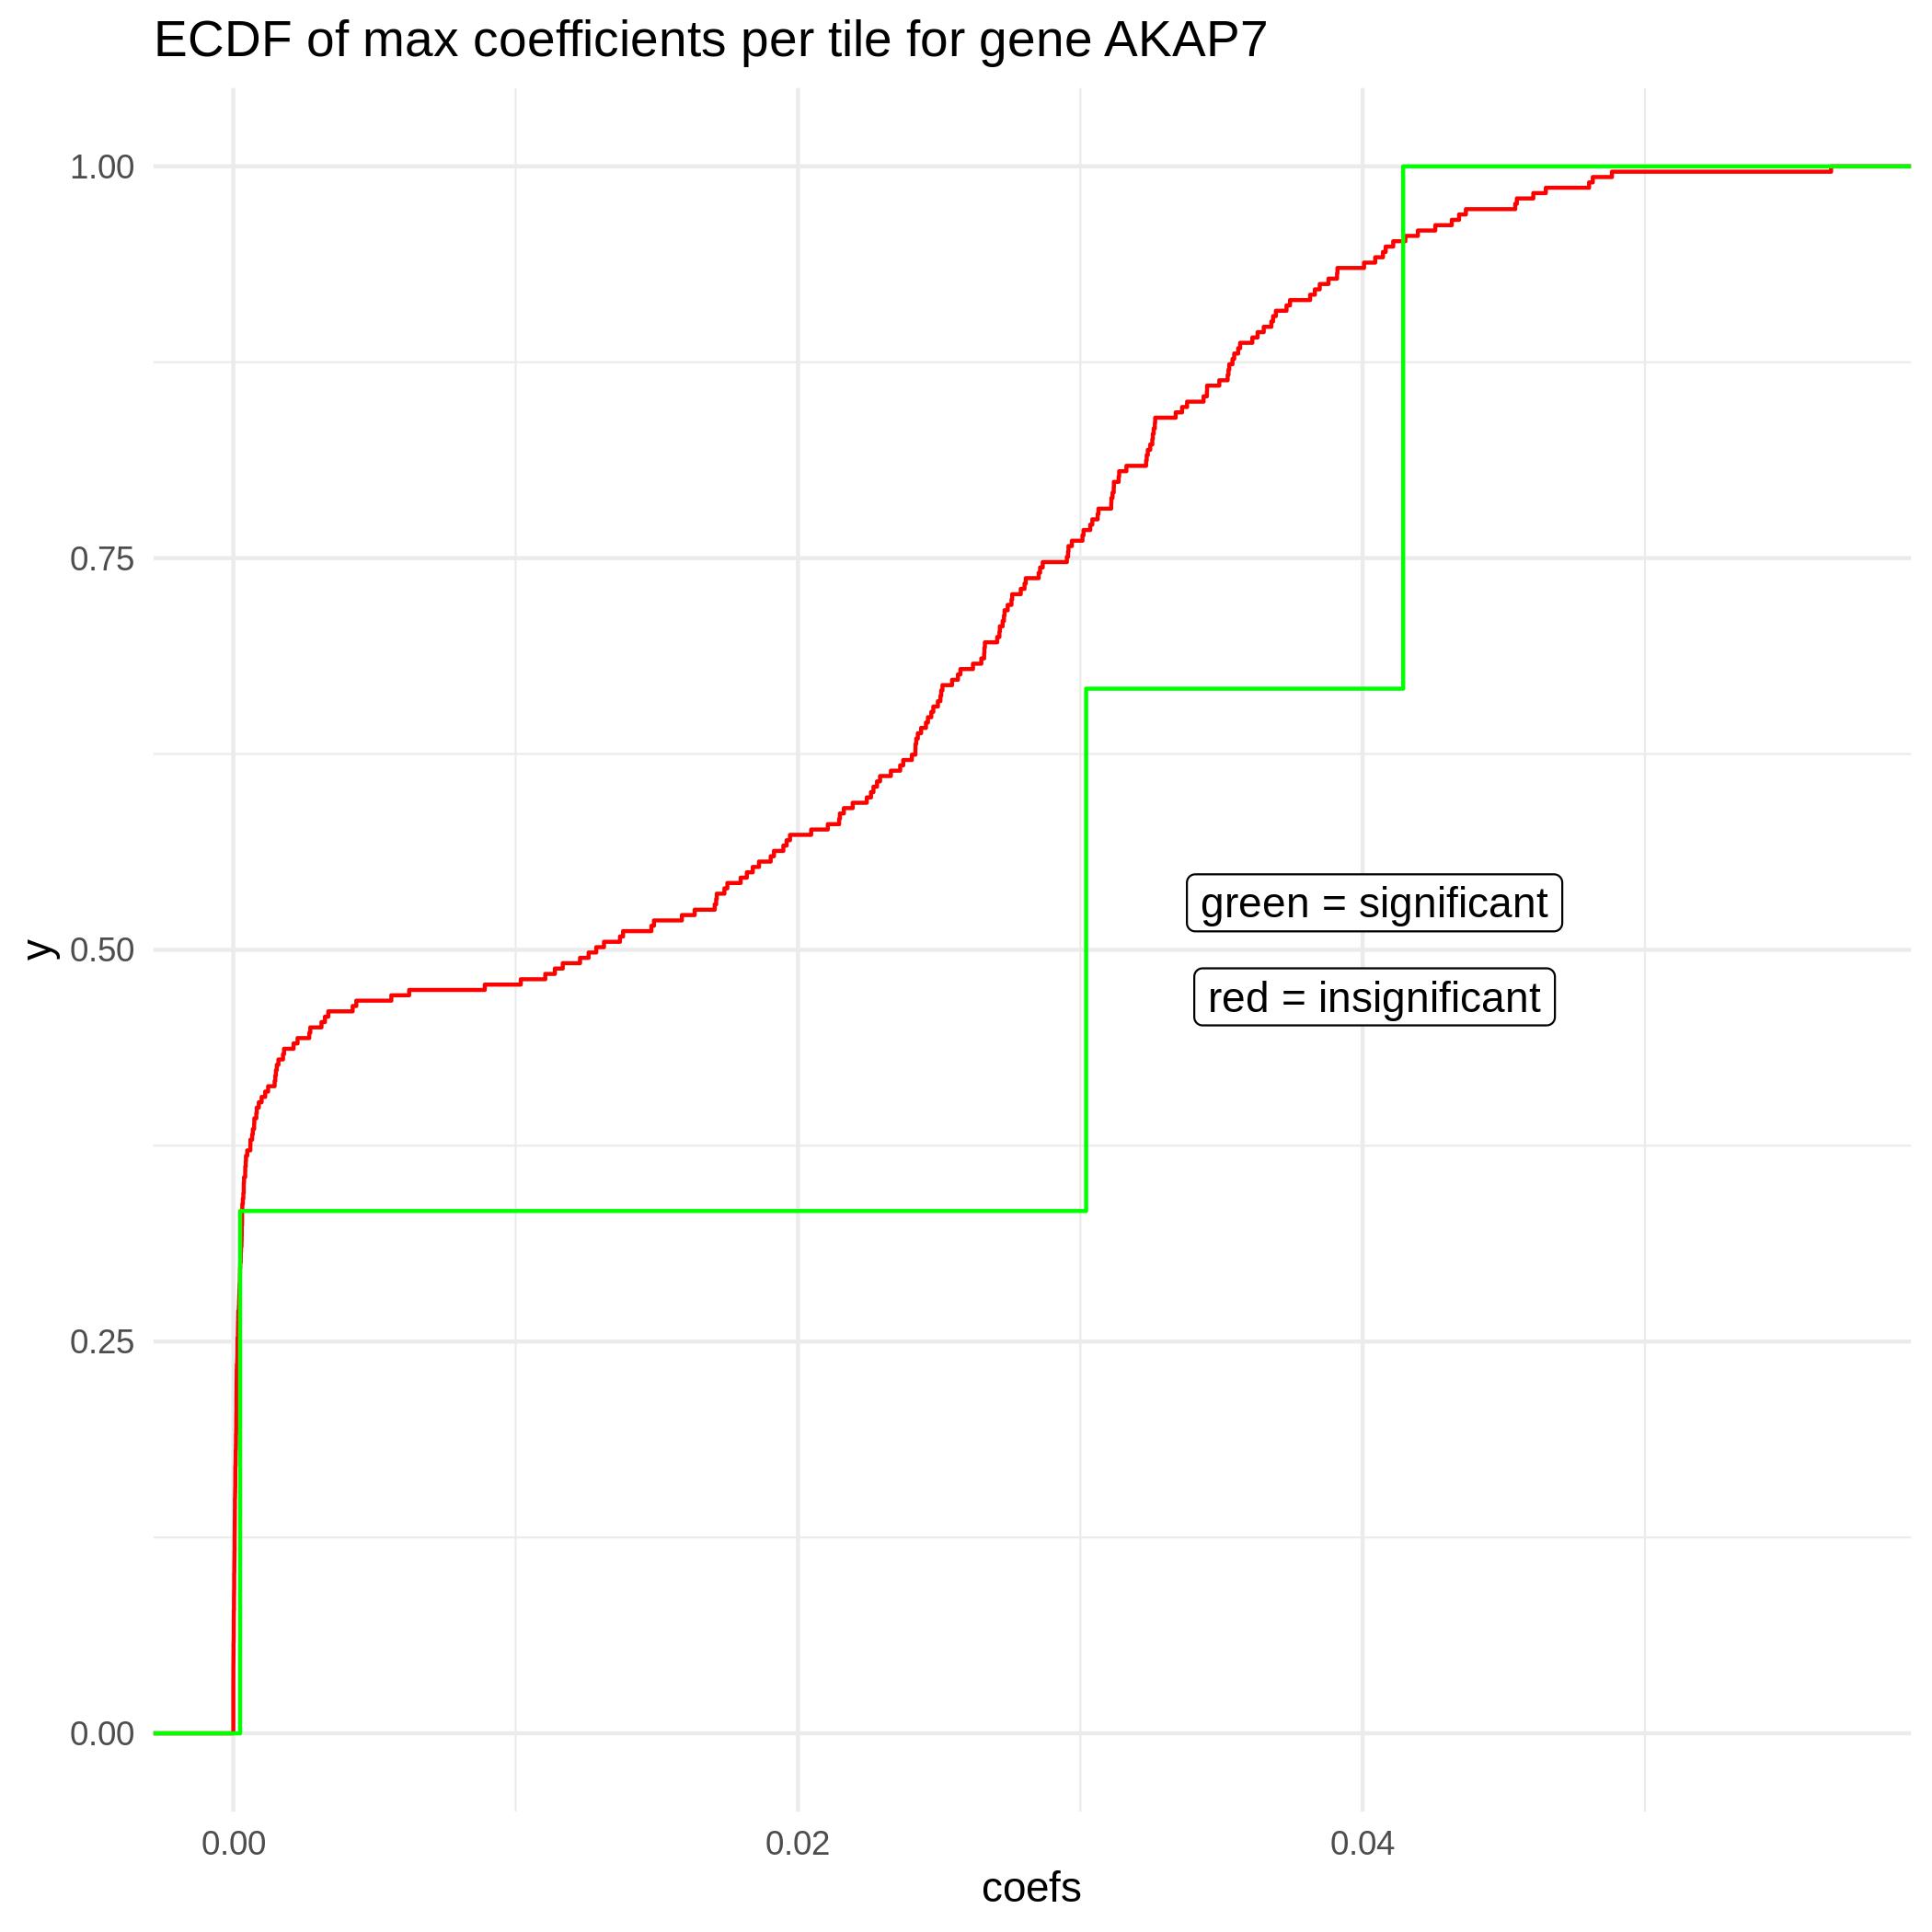 ECDF of max coefficients per tile for gene AKAP7
1.00
0.75
0.50
0.25
0.00
y
green = significant
red = insignificant
0.00 0.02 0.04
coefs